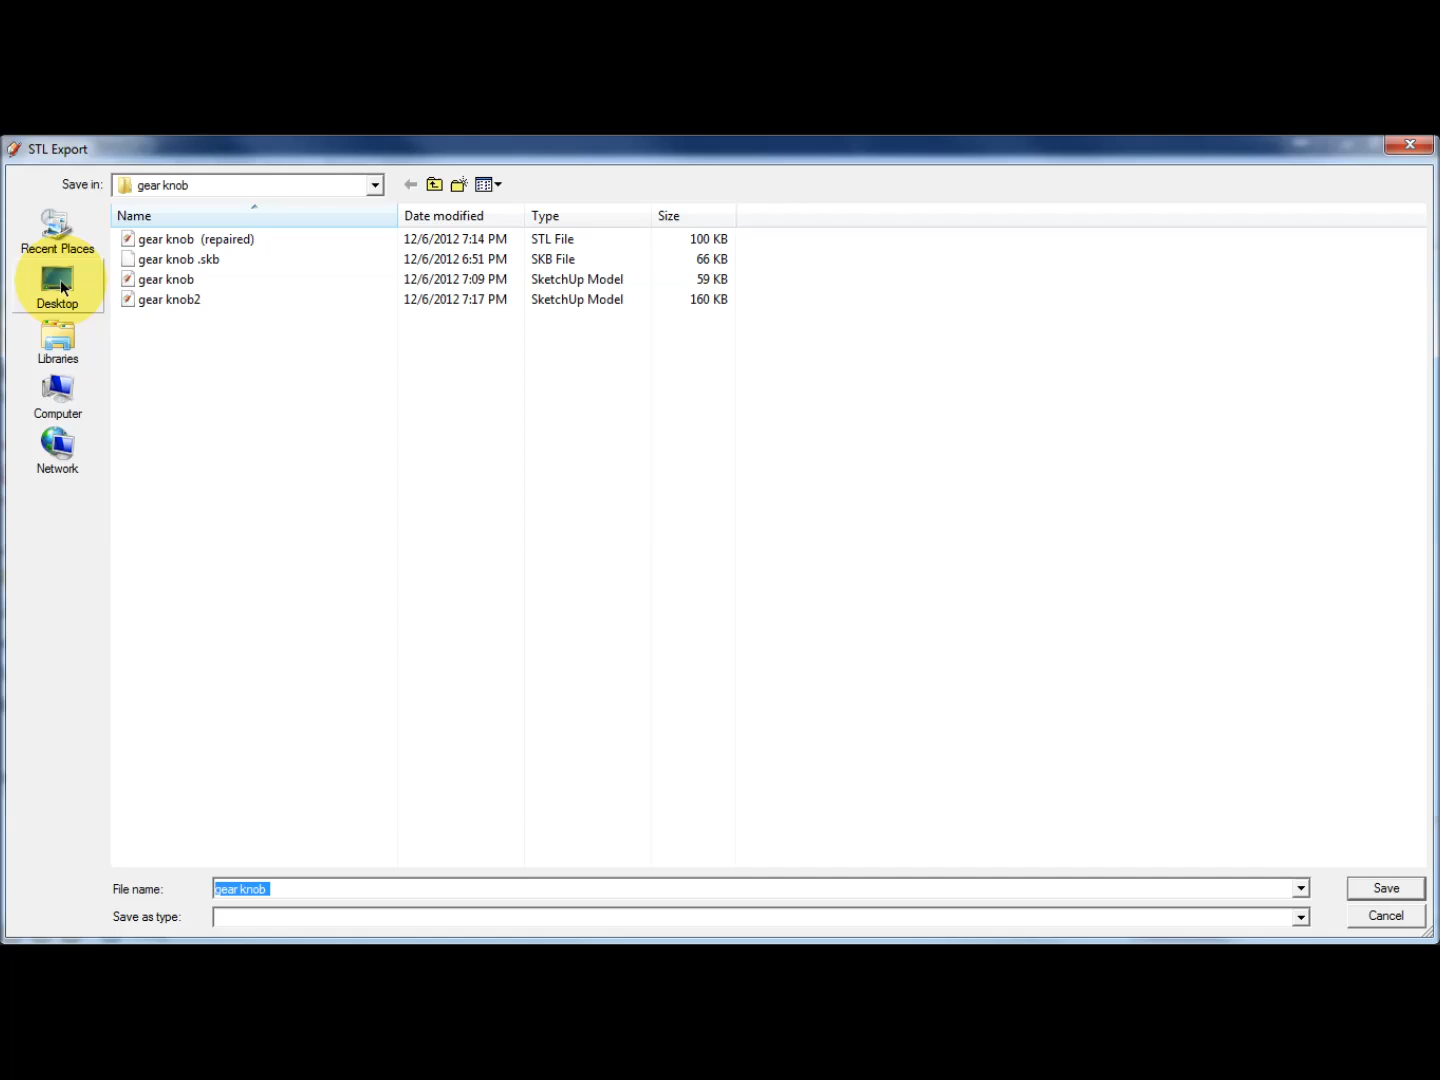 STL Export
Save in: gear knob
Name Date modified Type Size
gear knob (repaired) 12/6/2012 7:14 PM STL File 100 KB
gear knob .skb 12/6/2012 6:51 PM SKB File 66 KB
gear knob 12/6/2012 7:09 PM SketchUp Model 59 KB
gear knob2 12/6/2012 7:17 PM SketchUp Model 160 KB
Recent Places
Desktop
Libraries
Computer
Network
File name: gear knob Save
Save as type: Cancel